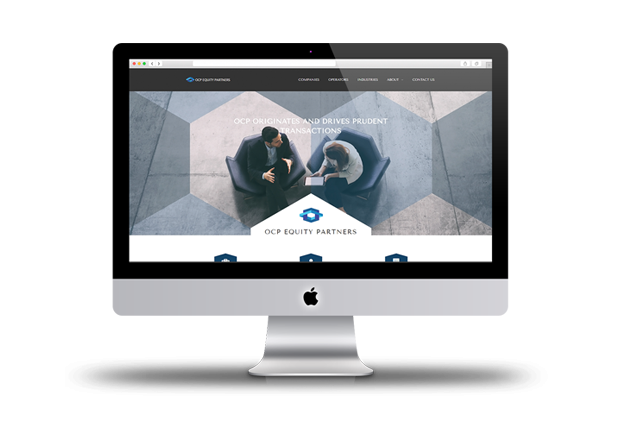 OCP EQUITY PARTNERS
COMPANIES OPERATORS INDUSTRIES ABOUT CONTACT US
OCP ORIGINATES AND DRIVES PRUDENT
TRANSACTIONS
OCP EQUITY PARTNERS